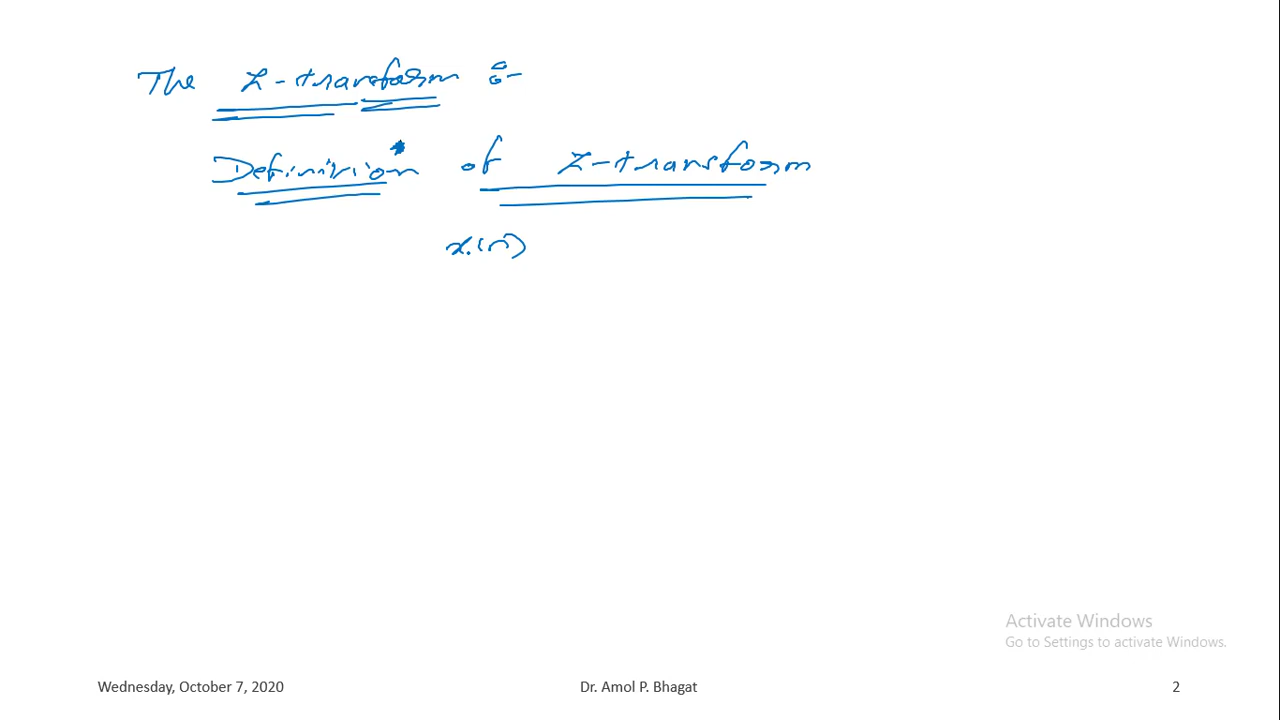 The Z-transform :-
Definition of Z-transform
x(n)
Activate Windows
Go to Settings to activate Windows.
Wednesday, October 7, 2020 Dr. Amol P. Bhagat 2